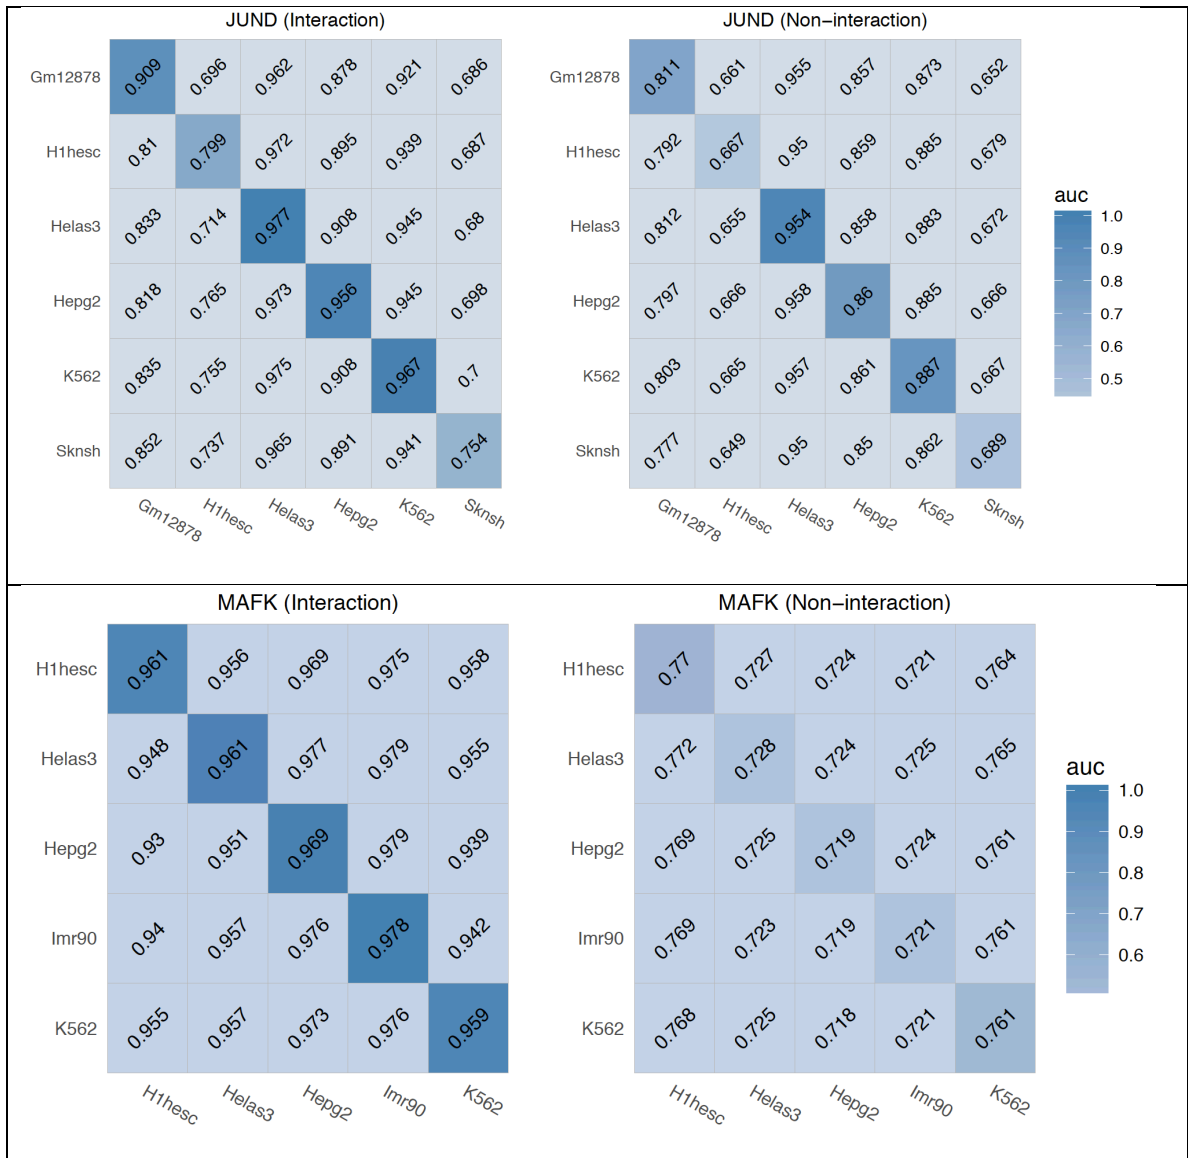 JUND (Interaction)
JUND (Non−interaction)
Gm12878 0.909 0.696 0.962 0.878 0.921 0.686
H1hesc 0.81 0.799 0.972 0.895 0.939 0.687
Helas3 0.833 0.714 0.977 0.908 0.945 0.68
Hepg2 0.818 0.765 0.973 0.956 0.945 0.698
K562 0.835 0.755 0.975 0.908 0.967 0.7
Sknsh 0.852 0.737 0.965 0.891 0.941 0.754
Gm12878 H1hesc Helas3 Hepg2 K562 Sknsh
Gm12878 0.811 0.661 0.955 0.857 0.873 0.652
H1hesc 0.792 0.667 0.95 0.859 0.885 0.679
Helas3 0.812 0.655 0.954 0.858 0.883 0.672
Hepg2 0.797 0.666 0.958 0.86 0.885 0.666
K562 0.803 0.665 0.957 0.861 0.887 0.667
Sknsh 0.777 0.649 0.95 0.85 0.862 0.689
Gm12878 H1hesc Helas3 Hepg2 K562 Sknsh
auc
1.0
0.9
0.8
0.7
0.6
0.5
MAFK (Interaction)
MAFK (Non−interaction)
H1hesc 0.961 0.956 0.969 0.975 0.958
Helas3 0.948 0.961 0.977 0.979 0.955
Hepg2 0.93 0.951 0.969 0.979 0.939
Imr90 0.94 0.957 0.976 0.978 0.942
K562 0.955 0.957 0.973 0.976 0.959
H1hesc Helas3 Hepg2 Imr90 K562
H1hesc 0.77 0.727 0.724 0.721 0.764
Helas3 0.772 0.728 0.724 0.725 0.765
Hepg2 0.769 0.725 0.719 0.724 0.761
Imr90 0.769 0.723 0.719 0.721 0.761
K562 0.768 0.725 0.718 0.721 0.761
H1hesc Helas3 Hepg2 Imr90 K562
auc
1.0
0.9
0.8
0.7
0.6